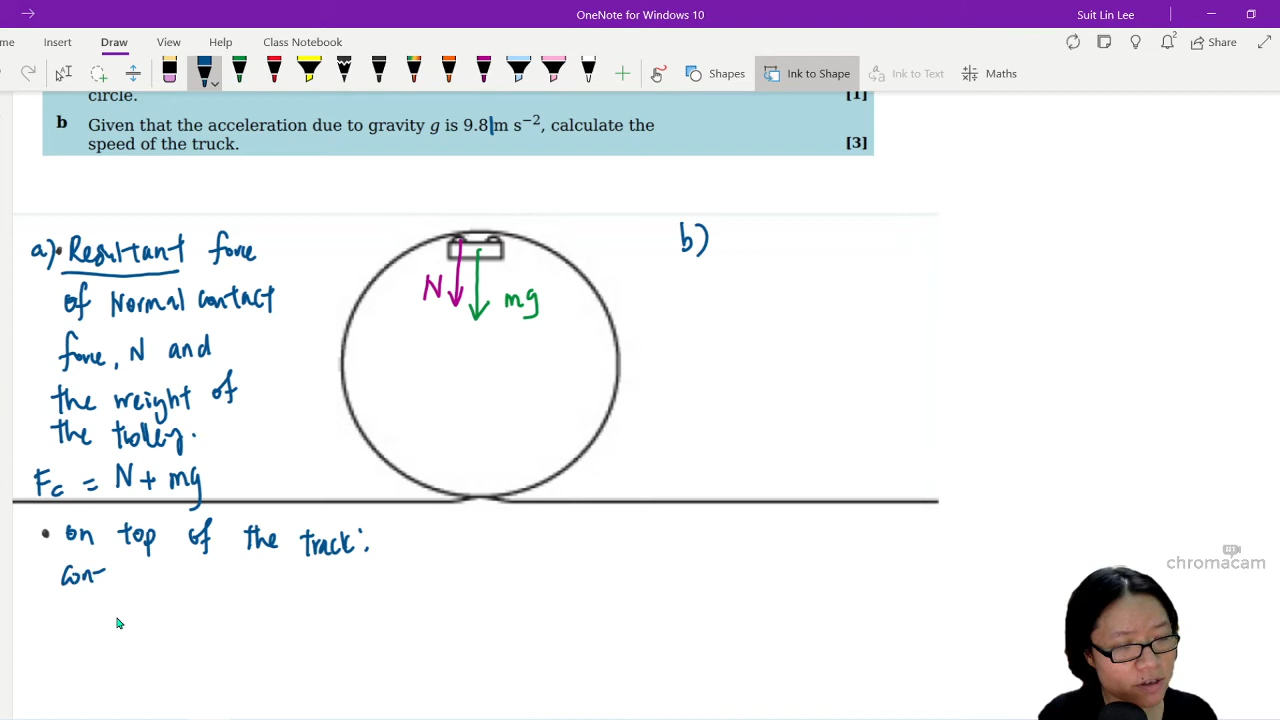 OneNote for Windows 10
Suit Lin Lee
me Insert Draw View Help Class Notebook
Share
Shapes
Ink to Shape
Ink to Text
Maths
circle. [1]
b Given that the acceleration due to gravity g is 9.8 m s−2, calculate the
speed of the truck. [3]
a) Resultant force
of Normal contact
force, N and
the weight of
the trolley.
Fc = N + mg
• on top of the track:
con
N
mg
b)
chromacam